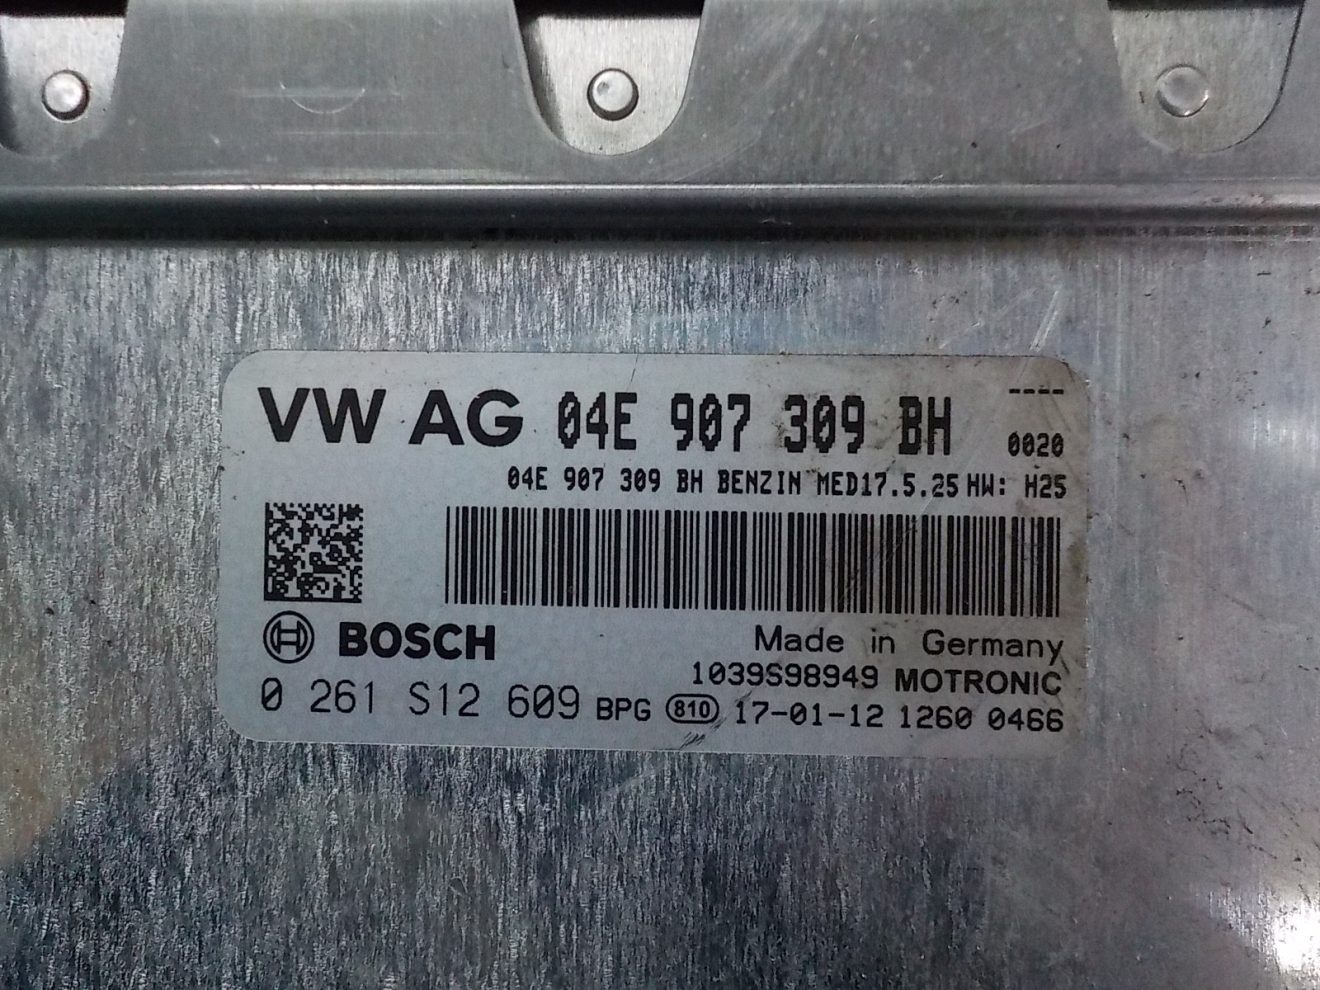 VW AG 04E 907 309 BH ----
0020
04E 907 309 BH BENZIN MED17.5.25 HW: H25
BOSCH Made in Germany
1039S98949 MOTRONIC
0 261 S12 609 BPG 810 17-01-12 1260 0466